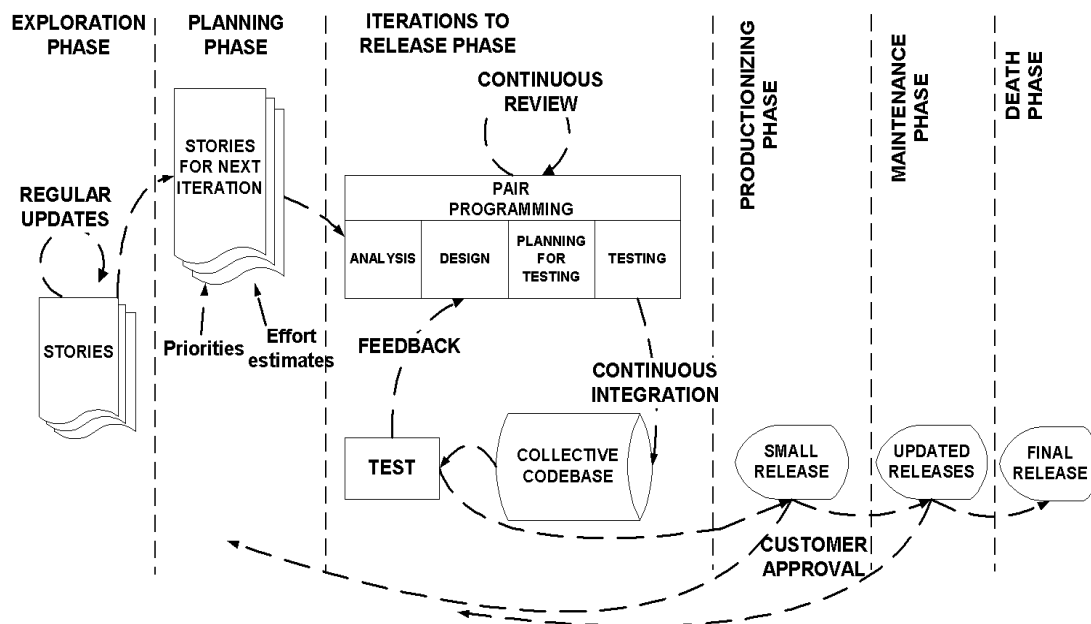 EXPLORATION
PHASE
PLANNING
PHASE
ITERATIONS TO
RELEASE PHASE
PRODUCTIONIZING
PHASE
MAINTENANCE
PHASE
DEATH
PHASE
CONTINUOUS
REVIEW
STORIES
FOR NEXT
ITERATION
REGULAR
UPDATES
PAIR
PROGRAMMING
ANALYSIS
DESIGN
PLANNING
FOR
TESTING
TESTING
STORIES
Priorities
Effort
estimates
FEEDBACK
CONTINUOUS
INTEGRATION
TEST
COLLECTIVE
CODEBASE
SMALL
RELEASE
UPDATED
RELEASES
FINAL
RELEASE
CUSTOMER
APPROVAL